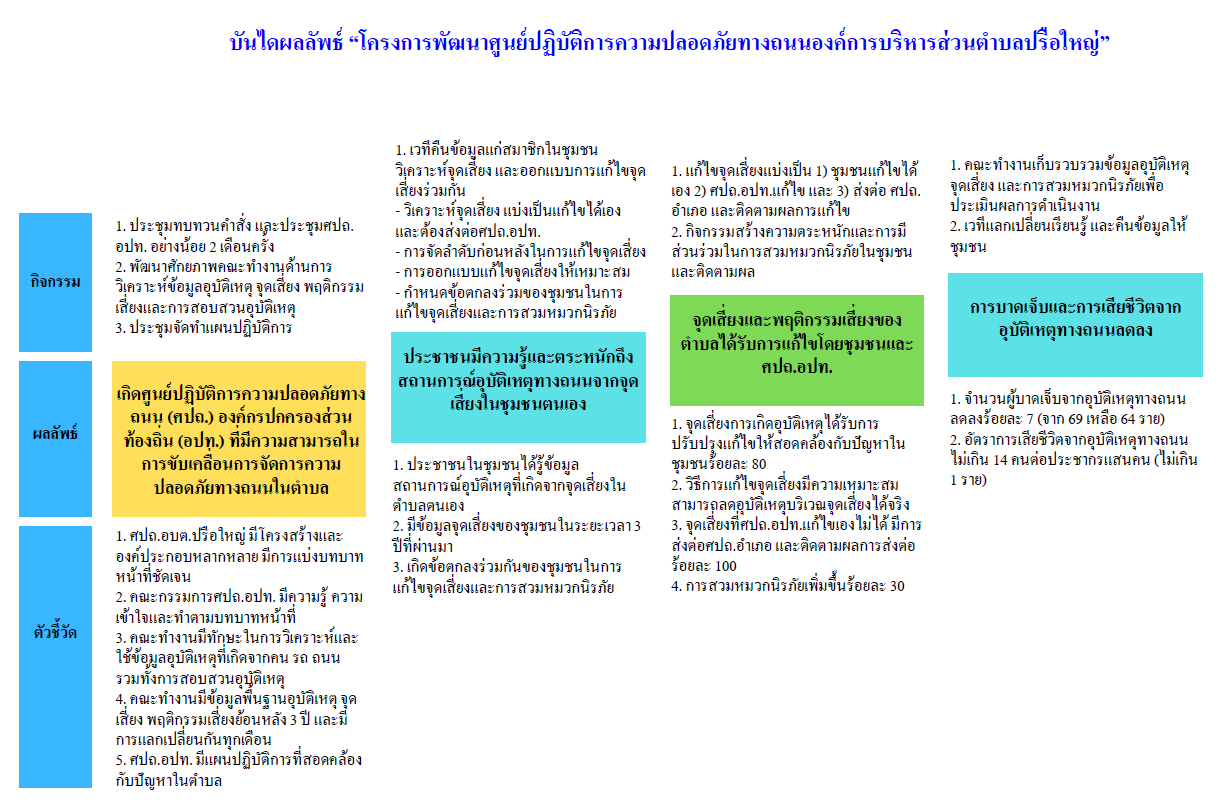 บันไดผลลัพธ์ “โครงการพัฒนาศูนย์ปฏิบัติการความปลอดภัยทางถนนองค์การบริหารส่วนตำบลปรือใหญ่”
กิจกรรม
1. ประชุมทบทวนคำสั่ง และประชุมศปถ.
อปท. อย่างน้อย 2 เดือนครั้ง
2. พัฒนาศักยภาพคณะทำงานด้านการ
วิเคราะห์ข้อมูลอุบัติเหตุ จุดเสี่ยง พฤติกรรม
เสี่ยงและการสอบสวนอุบัติเหตุ
3. ประชุมจัดทำแผนปฏิบัติการ
ผลลัพธ์
เกิดศูนย์ปฏิบัติการความปลอดภัยทาง
ถนน (ศปถ.) องค์กรปกครองส่วน
ท้องถิ่น (อปท.) ที่มีความสามารถใน
การขับเคลื่อนการจัดการความ
ปลอดภัยทางถนนในตำบล
ตัวชี้วัด
1. ศปถ.อบต.ปรือใหญ่ มีโครงสร้างและ
องค์ประกอบหลากหลาย มีการแบ่งบทบาท
หน้าที่ชัดเจน
2. คณะกรรมการศปถ.อปท. มีความรู้ ความ
เข้าใจและทำตามบทบาทหน้าที่
3. คณะทำงานมีทักษะในการวิเคราะห์และ
ใช้ข้อมูลอุบัติเหตุที่เกิดจากคน รถ ถนน
รวมทั้งการสอบสวนอุบัติเหตุ
4. คณะทำงานมีข้อมูลพื้นฐานอุบัติเหตุ จุด
เสี่ยง พฤติกรรมเสี่ยงย้อนหลัง 3 ปี และมี
การแลกเปลี่ยนกันทุกเดือน
5. ศปถ.อปท. มีแผนปฏิบัติการที่สอดคล้อง
กับปัญหาในตำบล
1. เวทีคืนข้อมูลแก่สมาชิกในชุมชน
วิเคราะห์จุดเสี่ยง และออกแบบการแก้ไขจุด
เสี่ยงร่วมกัน
- วิเคราะห์จุดเสี่ยง แบ่งเป็นแก้ไขได้เอง
และต้องส่งต่อศปถ.อปท.
- การจัดลำดับก่อนหลังในการแก้ไขจุดเสี่ยง
- การออกแบบแก้ไขจุดเสี่ยงให้เหมาะสม
- กำหนดข้อตกลงร่วมของชุมชนในการ
แก้ไขจุดเสี่ยงและการสวมหมวกนิรภัย
ประชาชนมีความรู้และตระหนักถึง
สถานการณ์อุบัติเหตุทางถนนจากจุด
เสี่ยงในชุมชนตนเอง
1. ประชาชนในชุมชนได้รู้ข้อมูล
สถานการณ์อุบัติเหตุที่เกิดจากจุดเสี่ยงใน
ตำบลตนเอง
2. มีข้อมูลจุดเสี่ยงของชุมชนในระยะเวลา 3
ปีที่ผ่านมา
3. เกิดข้อตกลงร่วมกันของชุมชนในการ
แก้ไขจุดเสี่ยงและการสวมหมวกนิรภัย
1. แก้ไขจุดเสี่ยงแบ่งเป็น 1) ชุมชนแก้ไขได้
เอง 2) ศปถ.อปท.แก้ไข และ 3) ส่งต่อ ศปถ.
อำเภอ และติดตามผลการแก้ไข
2. กิจกรรมสร้างความตระหนักและการมี
ส่วนร่วมในการสวมหมวกนิรภัยในชุมชน
และติดตามผล
จุดเสี่ยงและพฤติกรรมเสี่ยงของ
ตำบลได้รับการแก้ไขโดยชุมชนและ
ศปถ.อปท.
1. จุดเสี่ยงการเกิดอุบัติเหตุได้รับการ
ปรับปรุงแก้ไขให้สอดคล้องกับปัญหาใน
ชุมชนร้อยละ 80
2. วิธีการแก้ไขจุดเสี่ยงมีความเหมาะสม
สามารถลดอุบัติเหตุบริเวณจุดเสี่ยงได้จริง
3. จุดเสี่ยงที่ศปถ.อปท.แก้ไขเองไม่ได้ มีการ
ส่งต่อศปถ.อำเภอ และติดตามผลการส่งต่อ
ร้อยละ 100
4. การสวมหมวกนิรภัยเพิ่มขึ้นร้อยละ 30
1. คณะทำงานเก็บรวบรวมข้อมูลอุบัติเหตุ
จุดเสี่ยง และการสวมหมวกนิรภัยเพื่อ
ประเมินผลการดำเนินงาน
2. เวทีแลกเปลี่ยนเรียนรู้ และคืนข้อมูลให้
ชุมชน
การบาดเจ็บและการเสียชีวิตจาก
อุบัติเหตุทางถนนลดลง
1. จำนวนผู้บาดเจ็บจากอุบัติเหตุทางถนน
ลดลงร้อยละ 7 (จาก 69 เหลือ 64 ราย)
2. อัตราการเสียชีวิตจากอุบัติเหตุทางถนน
ไม่เกิน 14 คนต่อประชากรแสนคน (ไม่เกิน
1 ราย)